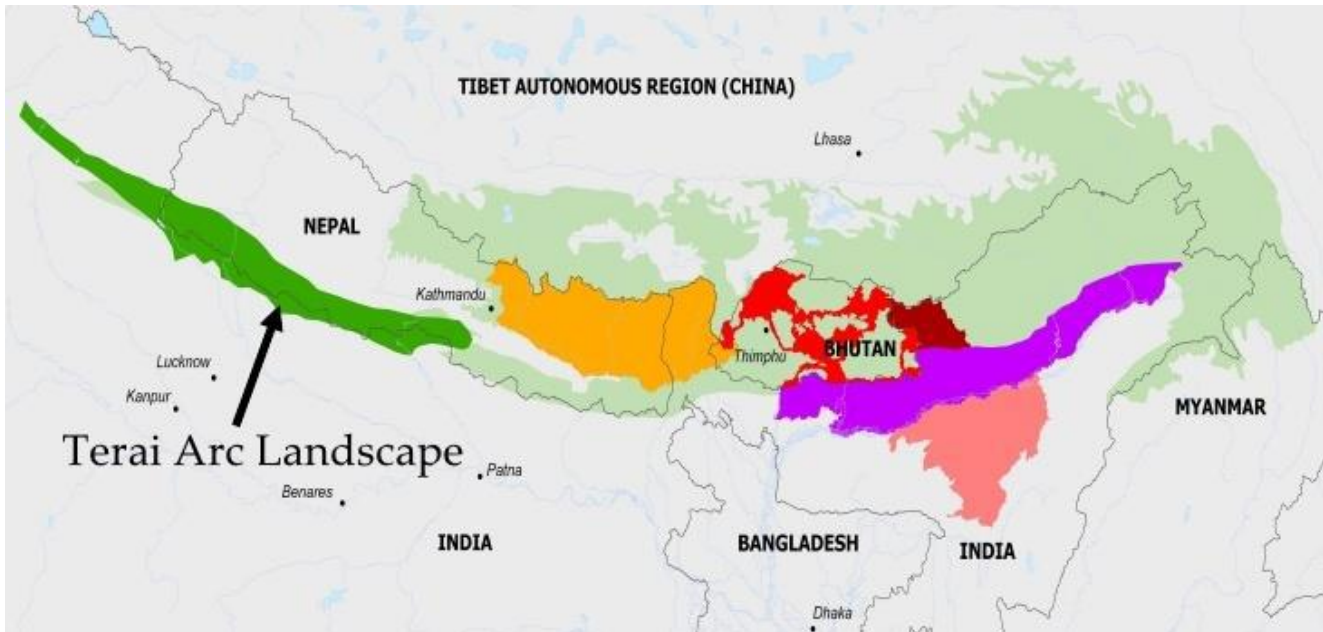 TIBET AUTONOMOUS REGION (CHINA)
Lhasa
NEPAL
Kathmandu
Thimphu
BHUTAN
Lucknow
Kanpur
MYANMAR
Terai Arc Landscape
Patna
Benares
INDIA
BANGLADESH
INDIA
Dhaka